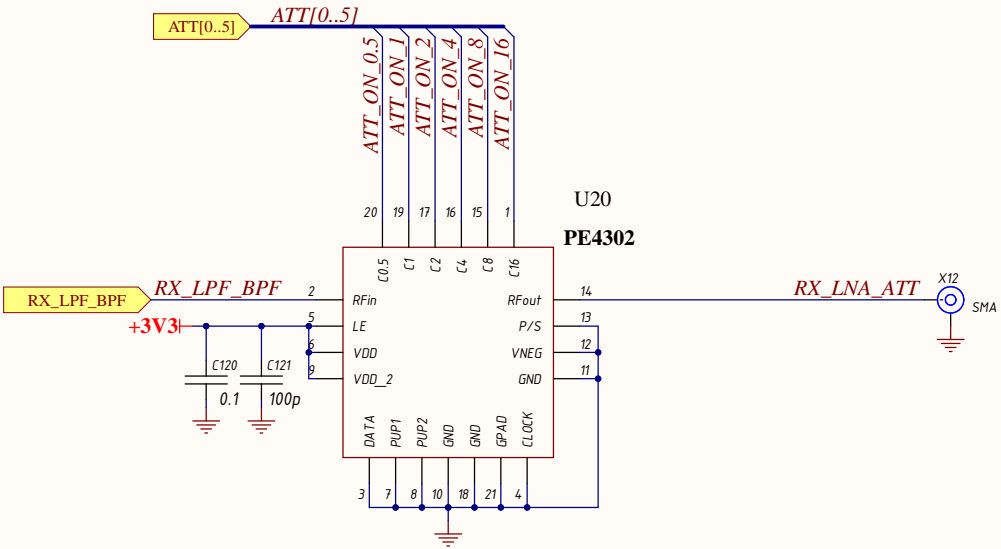 ATT[0..5]
ATT[0..5]
ATT_ON_0.5
ATT_ON_1
ATT_ON_2
ATT_ON_4
ATT_ON_8
ATT_ON_16
U20
PE4302
20
19
17
16
15
1
C0.5
C1
C2
C4
C8
C16
RX_LPF_BPF
RX_LPF_BPF
2
RFin
RFout
14
RX_LNA_ATT
X12
SMA
+3V3
5
LE
P/S
13
6
VDD
VNEG
12
9
VDD_2
GND
11
C120
0.1
C121
100p
DATA
PUP1
PUP2
GND
GND
GPAD
CLOCK
3
7
8
10
18
21
4